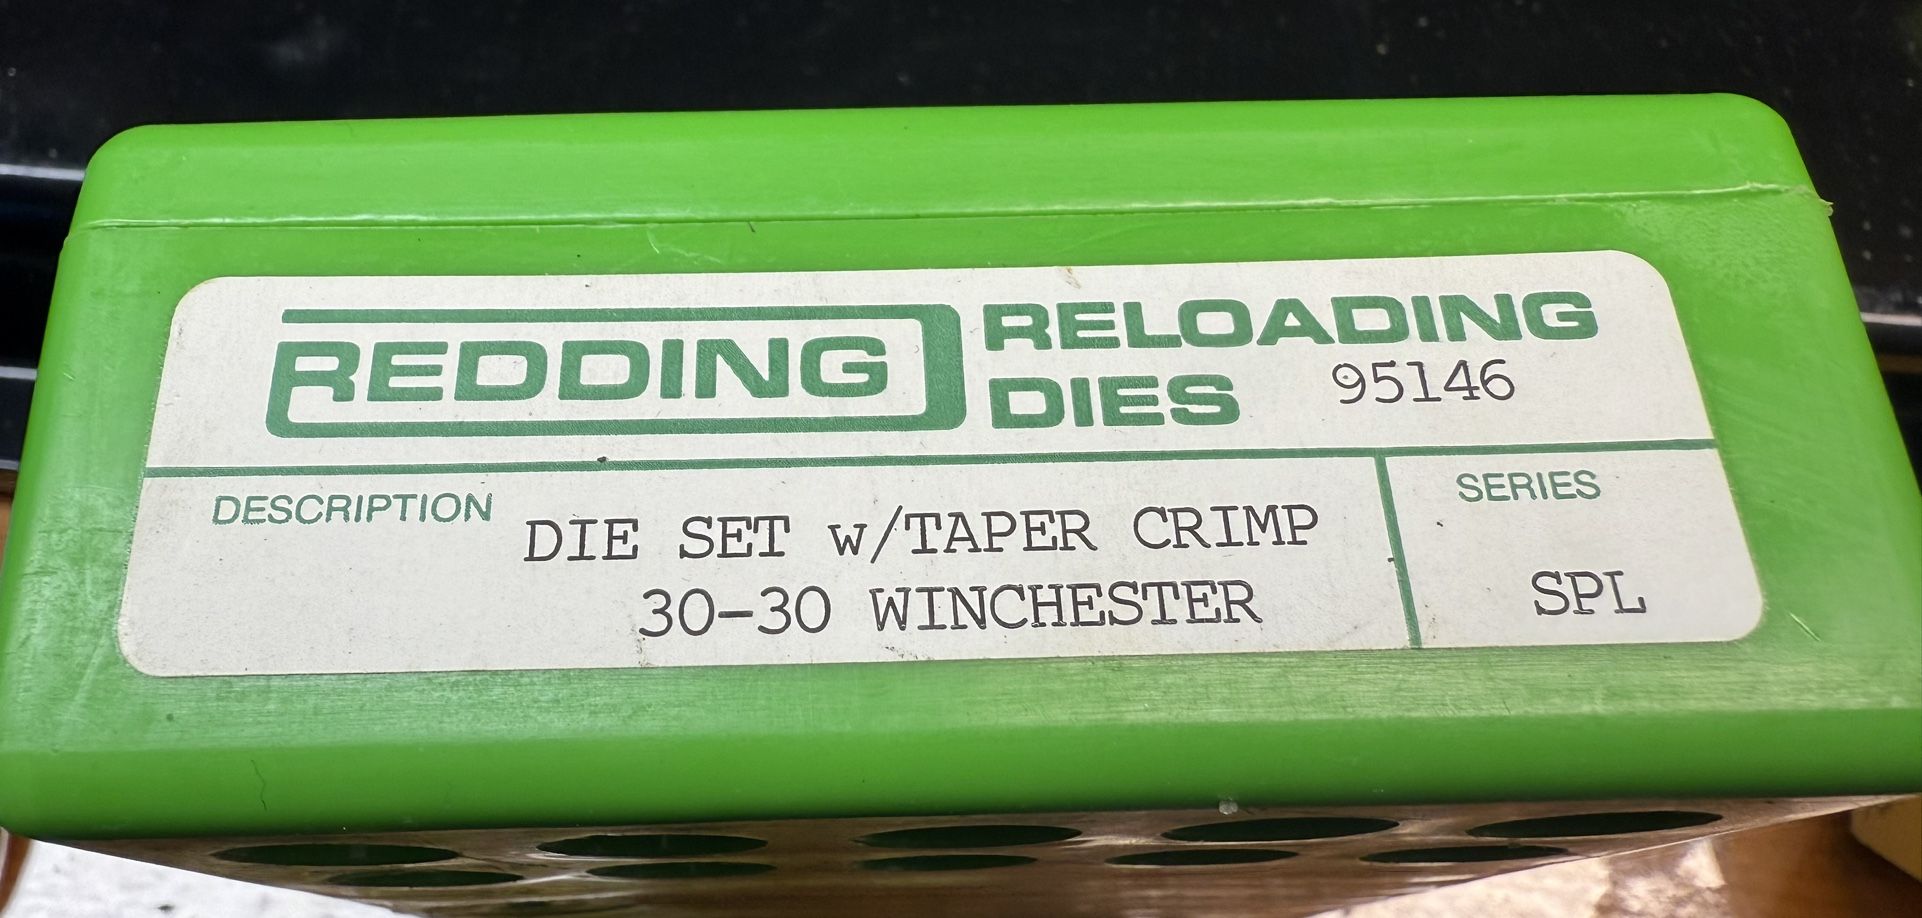 REDDING RELOADING
DIES 95146
DESCRIPTION DIE SET w/TAPER CRIMP
30-30 WINCHESTER
SERIES
SPL